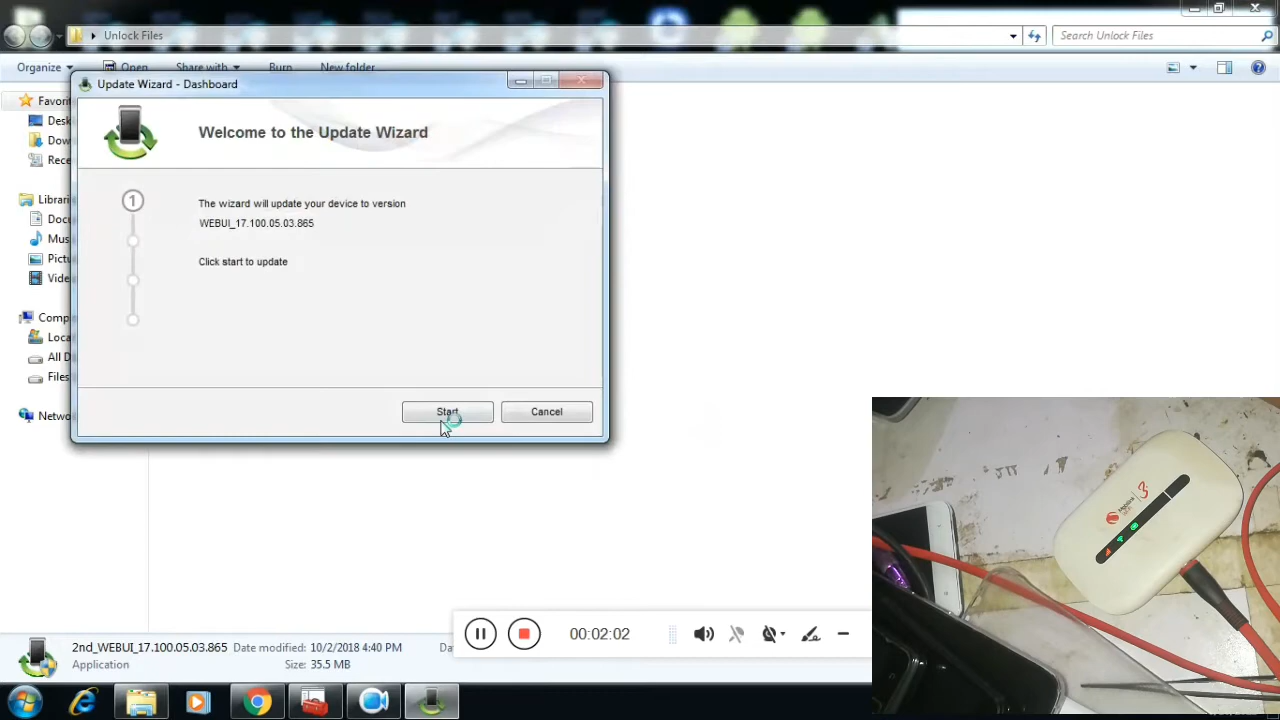 Unlock Files
Search Unlock Files
Organize
Open
Share with
Burn
New folder
Update Wizard - Dashboard
Welcome to the Update Wizard
1
The wizard will update your device to version
WEBUI_17.100.05.03.865
Click start to update
Start
Cancel
Favori
Desk
Dow
Rece
Librari
Docu
Mus
Pictu
Vide
Comp
Loca
All D
Files
Netwo
00:02:02
2nd_WEBUI_17.100.05.03.865
Date modified: 10/2/2018 4:40 PM
Da
Application
Size: 35.5 MB